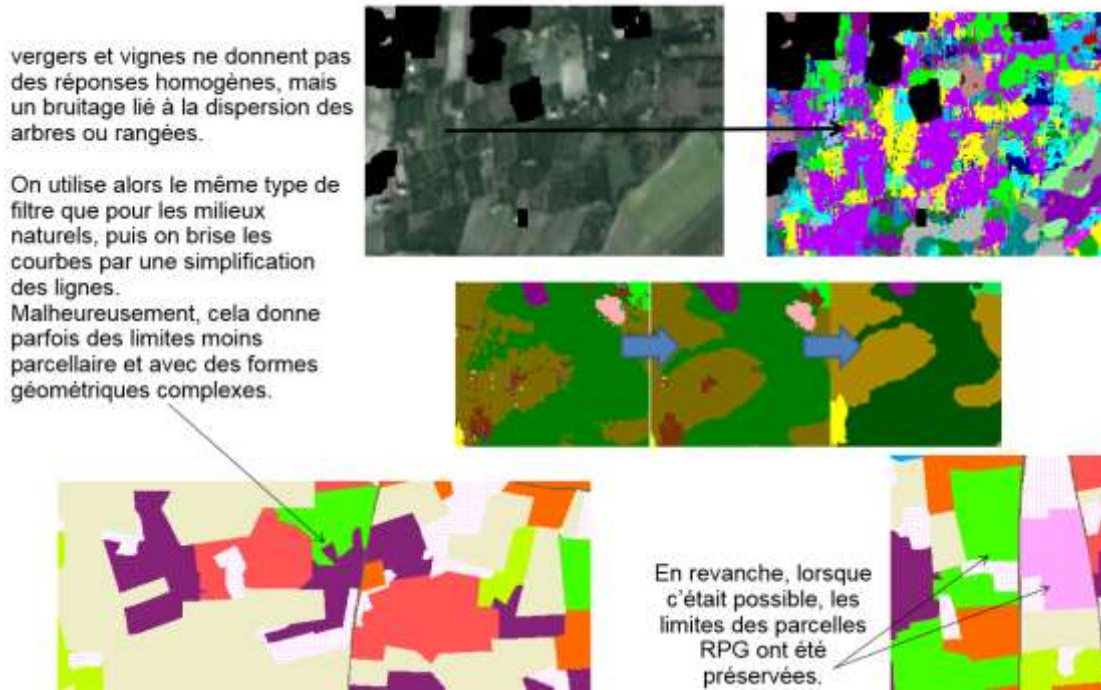 vergers et vignes ne donnent pas
des réponses homogènes, mais
un bruitage lié à la dispersion des
arbres ou rangées.
On utilise alors le même type de
filtre que pour les milieux
naturels, puis on brise les
courbes par une simplification
des lignes.
Malheureusement, cela donne
parfois des limites moins
parcellaire et avec des formes
géométriques complexes.
En revanche, lorsque
c'était possible, les
limites des parcelles
RPG ont été
préservées.